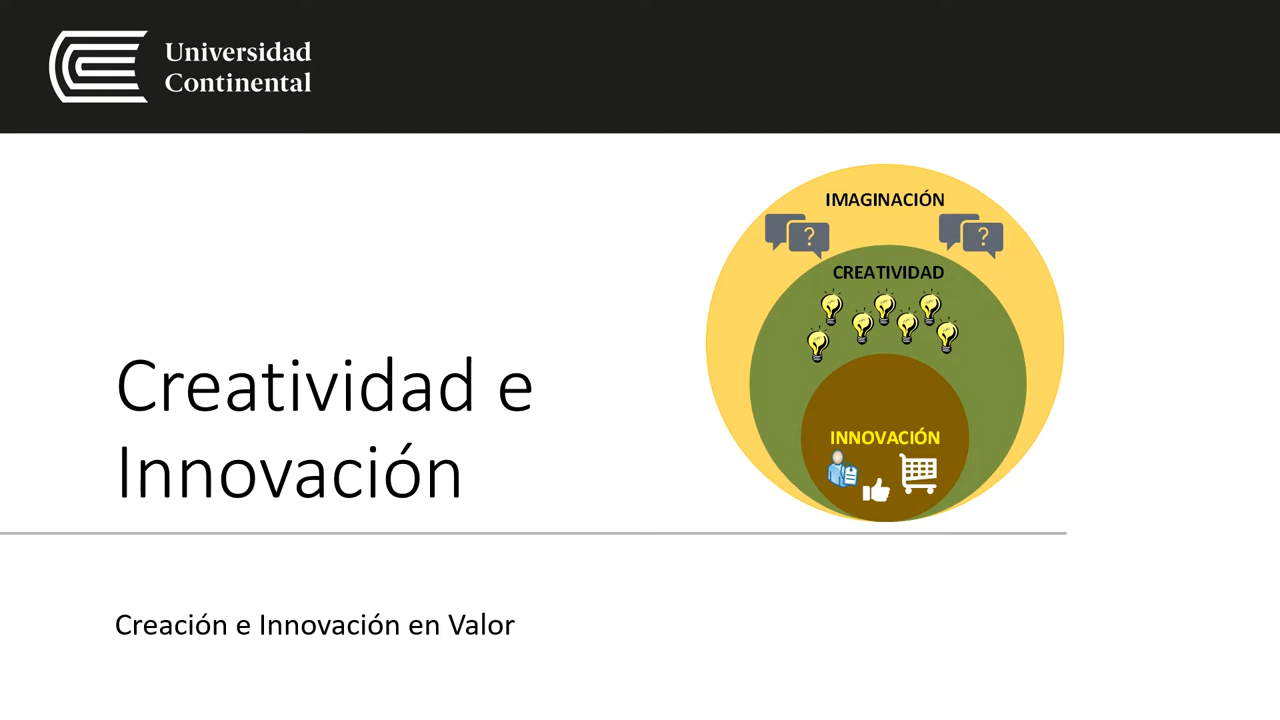 Universidad
Continental
IMAGINACIÓN
? ?
CREATIVIDAD
INNOVACIÓN
Creatividad e
Innovación
Creación e Innovación en Valor